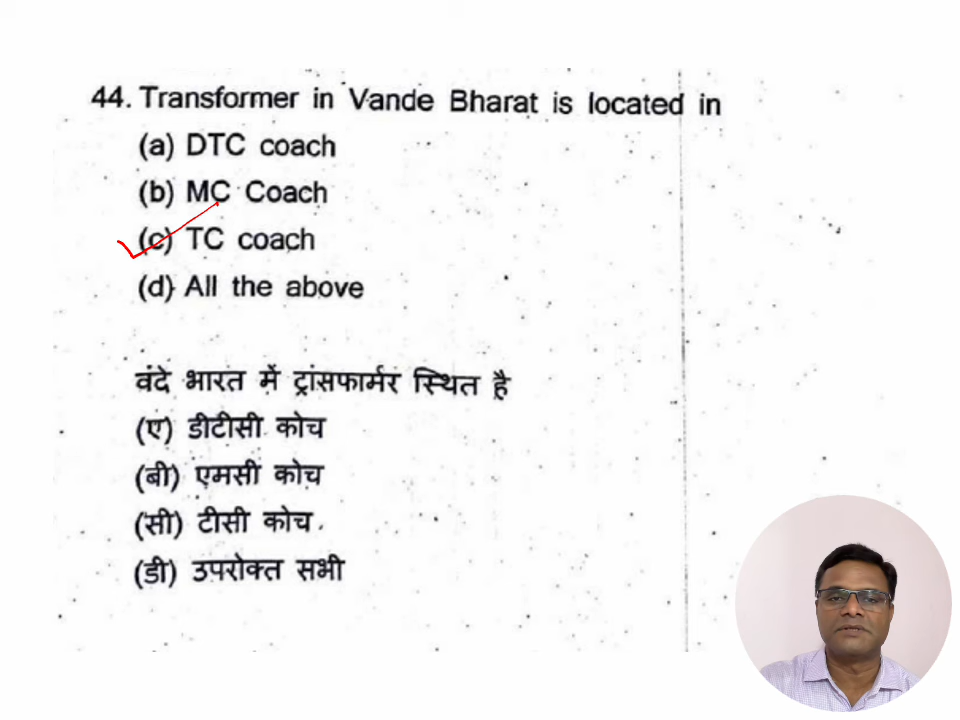 44. Transformer in Vande Bharat is located in
(a) DTC coach
(b) MC Coach
(c) TC coach
(d) All the above
वंदे भारत में ट्रांसफार्मर स्थित है
(ए) डीटीसी कोच
(बी) एमसी कोच
(सी) टीसी कोच
(डी) उपरोक्त सभी